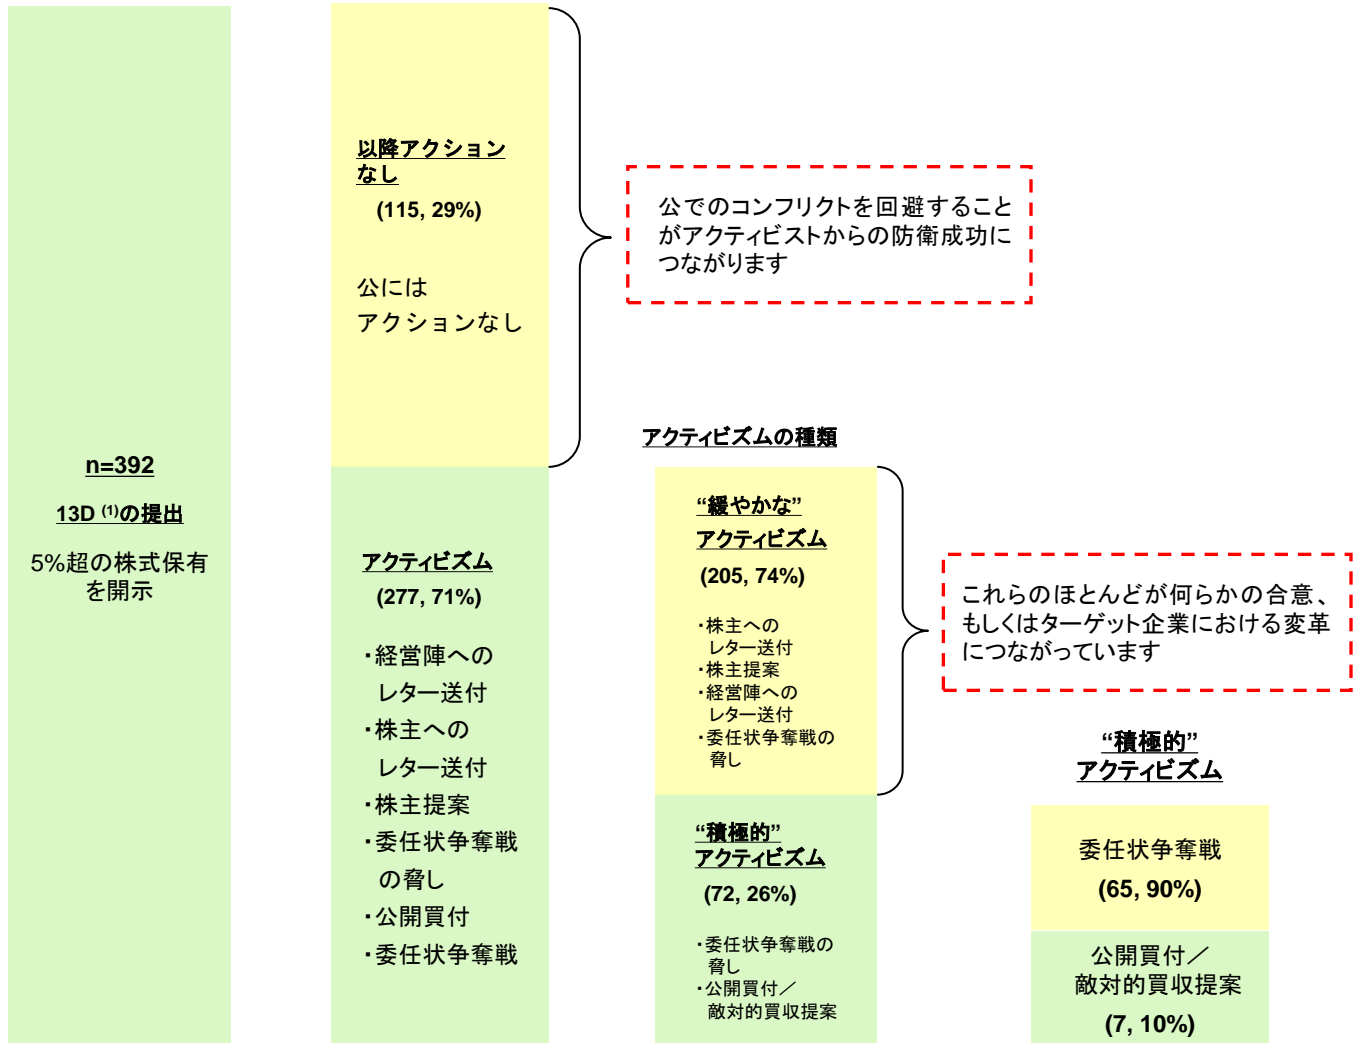 n=392
13D (1)の提出
5%超の株式保有
を開示
以降アクション
なし
(115, 29%)
公には
アクションなし
公でのコンフリクトを回避すること
がアクティビストからの防衛成功に
つながります
アクティビズム
(277, 71%)
・経営陣への
レター送付
・株主への
レター送付
・株主提案
・委任状争奪戦
の脅し
・公開買付
・委任状争奪戦
アクティビズムの種類
“緩やかな”
アクティビズム
(205, 74%)
・株主への
レター送付
・株主提案
・経営陣への
レター送付
・委任状争奪戦の
脅し
これらのほとんどが何らかの合意、
もしくはターゲット企業における変革
につながっています
“積極的”
アクティビズム
(72, 26%)
・委任状争奪戦の
脅し
・公開買付／
敵対的買収提案
“積極的”
アクティビズム
委任状争奪戦
(65, 90%)
公開買付／
敵対的買収提案
(7, 10%)